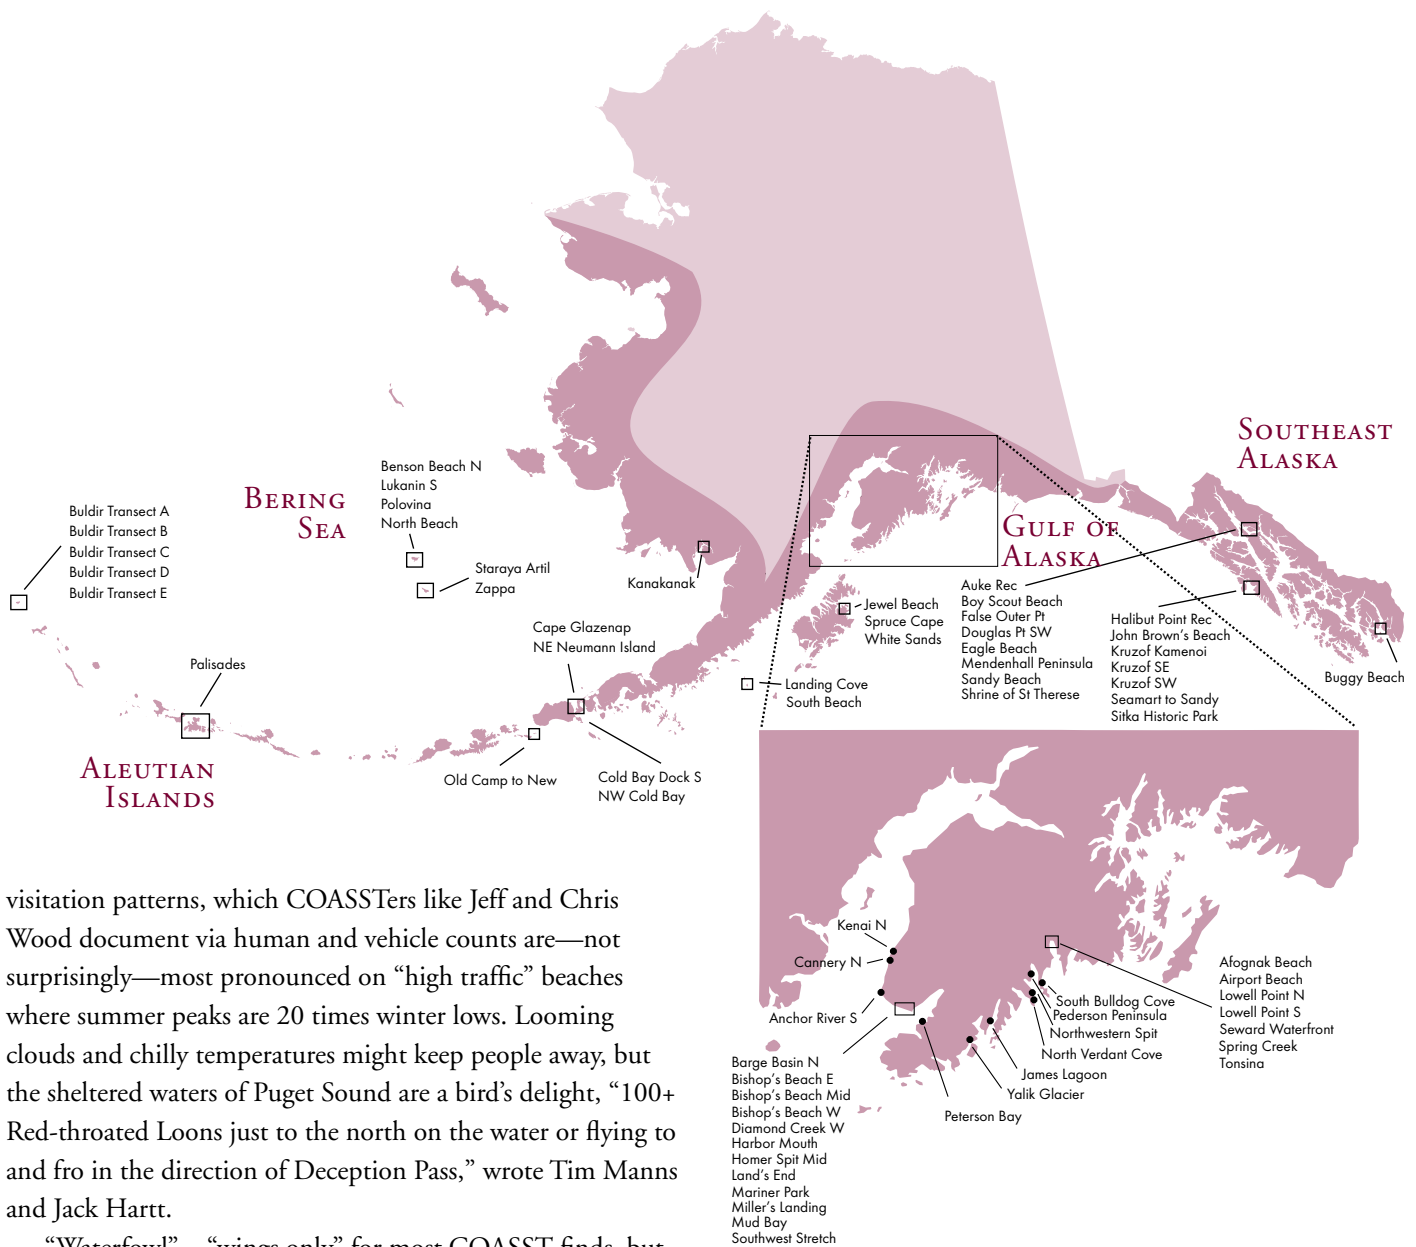 Southeast
Alaska
Bering
Sea
Gulf of
Alaska
Aleutian
Islands
Buldir Transect A
Buldir Transect B
Buldir Transect C
Buldir Transect D
Buldir Transect E
Benson Beach N
Lukanin S
Polovina
North Beach
Staraya Artil
Zappa
Kanakanak
Cape Glazenap
NE Neumann Island
Palisades
Old Camp to New
Cold Bay Dock S
NW Cold Bay
Jewel Beach
Spruce Cape
White Sands
Landing Cove
South Beach
Auke Rec
Boy Scout Beach
False Outer Pt
Douglas Pt SW
Eagle Beach
Mendenhall Peninsula
Sandy Beach
Shrine of St Therese
Halibut Point Rec
John Brown's Beach
Kruzof Kamenoi
Kruzof SE
Kruzof SW
Seamart to Sandy
Sitka Historic Park
Buggy Beach
Kenai N
Cannery N
Anchor River S
Barge Basin N
Bishop's Beach E
Bishop's Beach Mid
Bishop's Beach W
Diamond Creek W
Harbor Mouth
Homer Spit Mid
Land's End
Mariner Park
Miller's Landing
Mud Bay
Southwest Stretch
South Bulldog Cove
Pederson Peninsula
Northwestern Spit
North Verdant Cove
James Lagoon
Yalik Glacier
Peterson Bay
Afognak Beach
Airport Beach
Lowell Point N
Lowell Point S
Seward Waterfront
Spring Creek
Tonsina
visitation patterns, which COASSTers like Jeff and Chris
Wood document via human and vehicle counts are—not
surprisingly—most pronounced on “high traffic” beaches
where summer peaks are 20 times winter lows. Looming
clouds and chilly temperatures might keep people away, but
the sheltered waters of Puget Sound are a bird’s delight, “100+
Red-throated Loons just to the north on the water or flying to
and fro in the direction of Deception Pass,” wrote Tim Manns
and Jack Hartt.
“Waterfowl”—“wings only” for most COASST finds, but